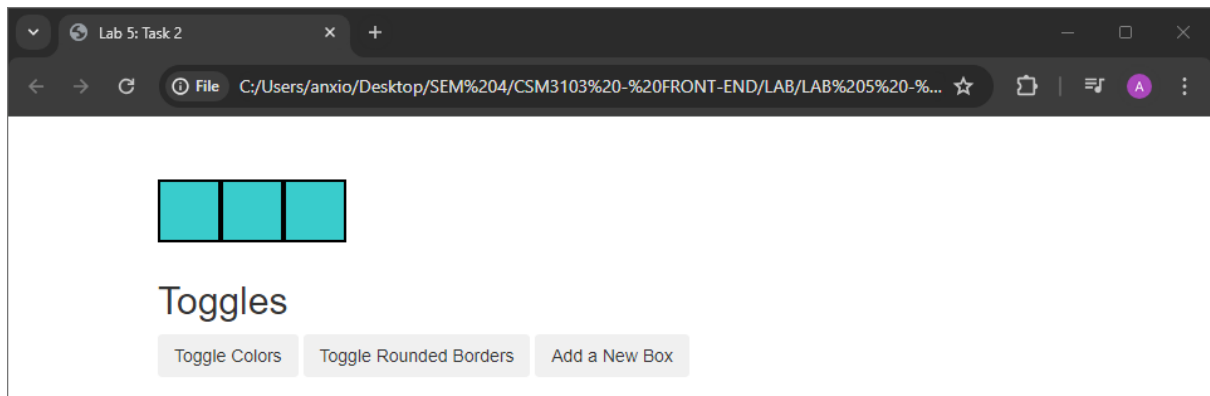 Lab 5: Task 2
File C:/Users/anxio/Desktop/SEM%204/CSM3103%20-%20FRONT-END/LAB/LAB%205%20-%... A
Toggles
Toggle Colors Toggle Rounded Borders Add a New Box